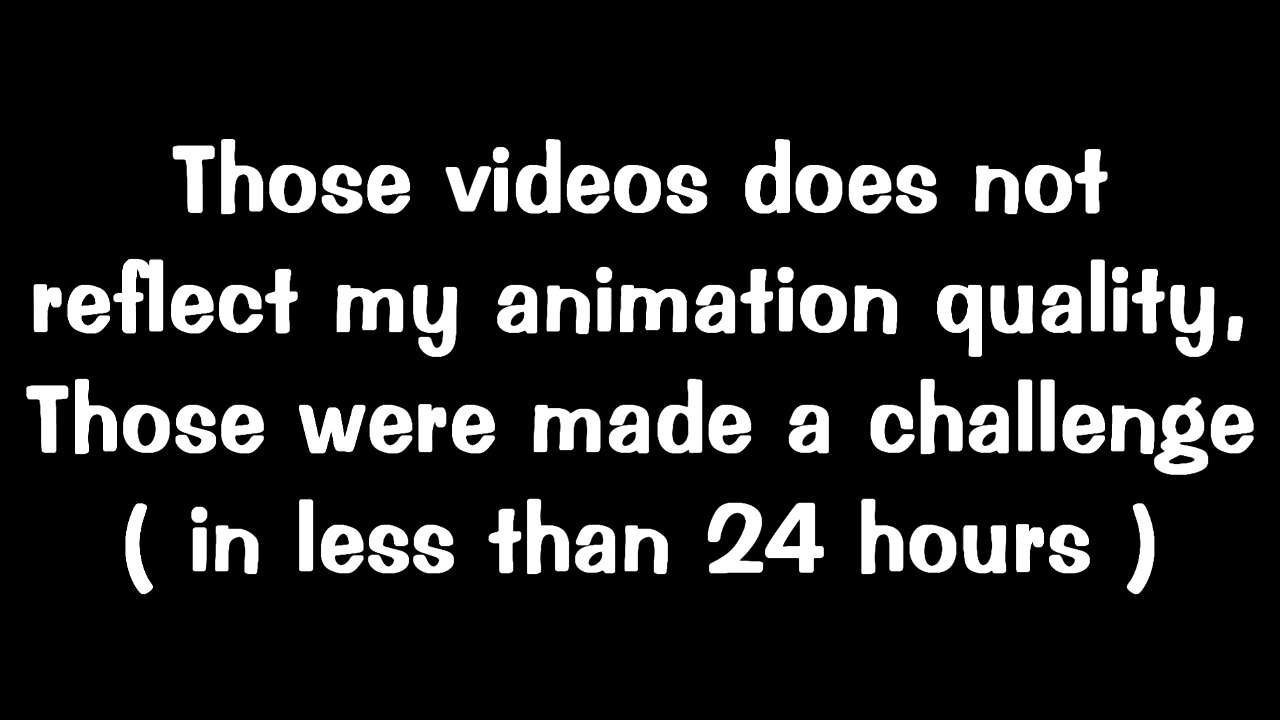 Those videos does not
reflect my animation quality,
Those were made a challenge
( in less than 24 hours )